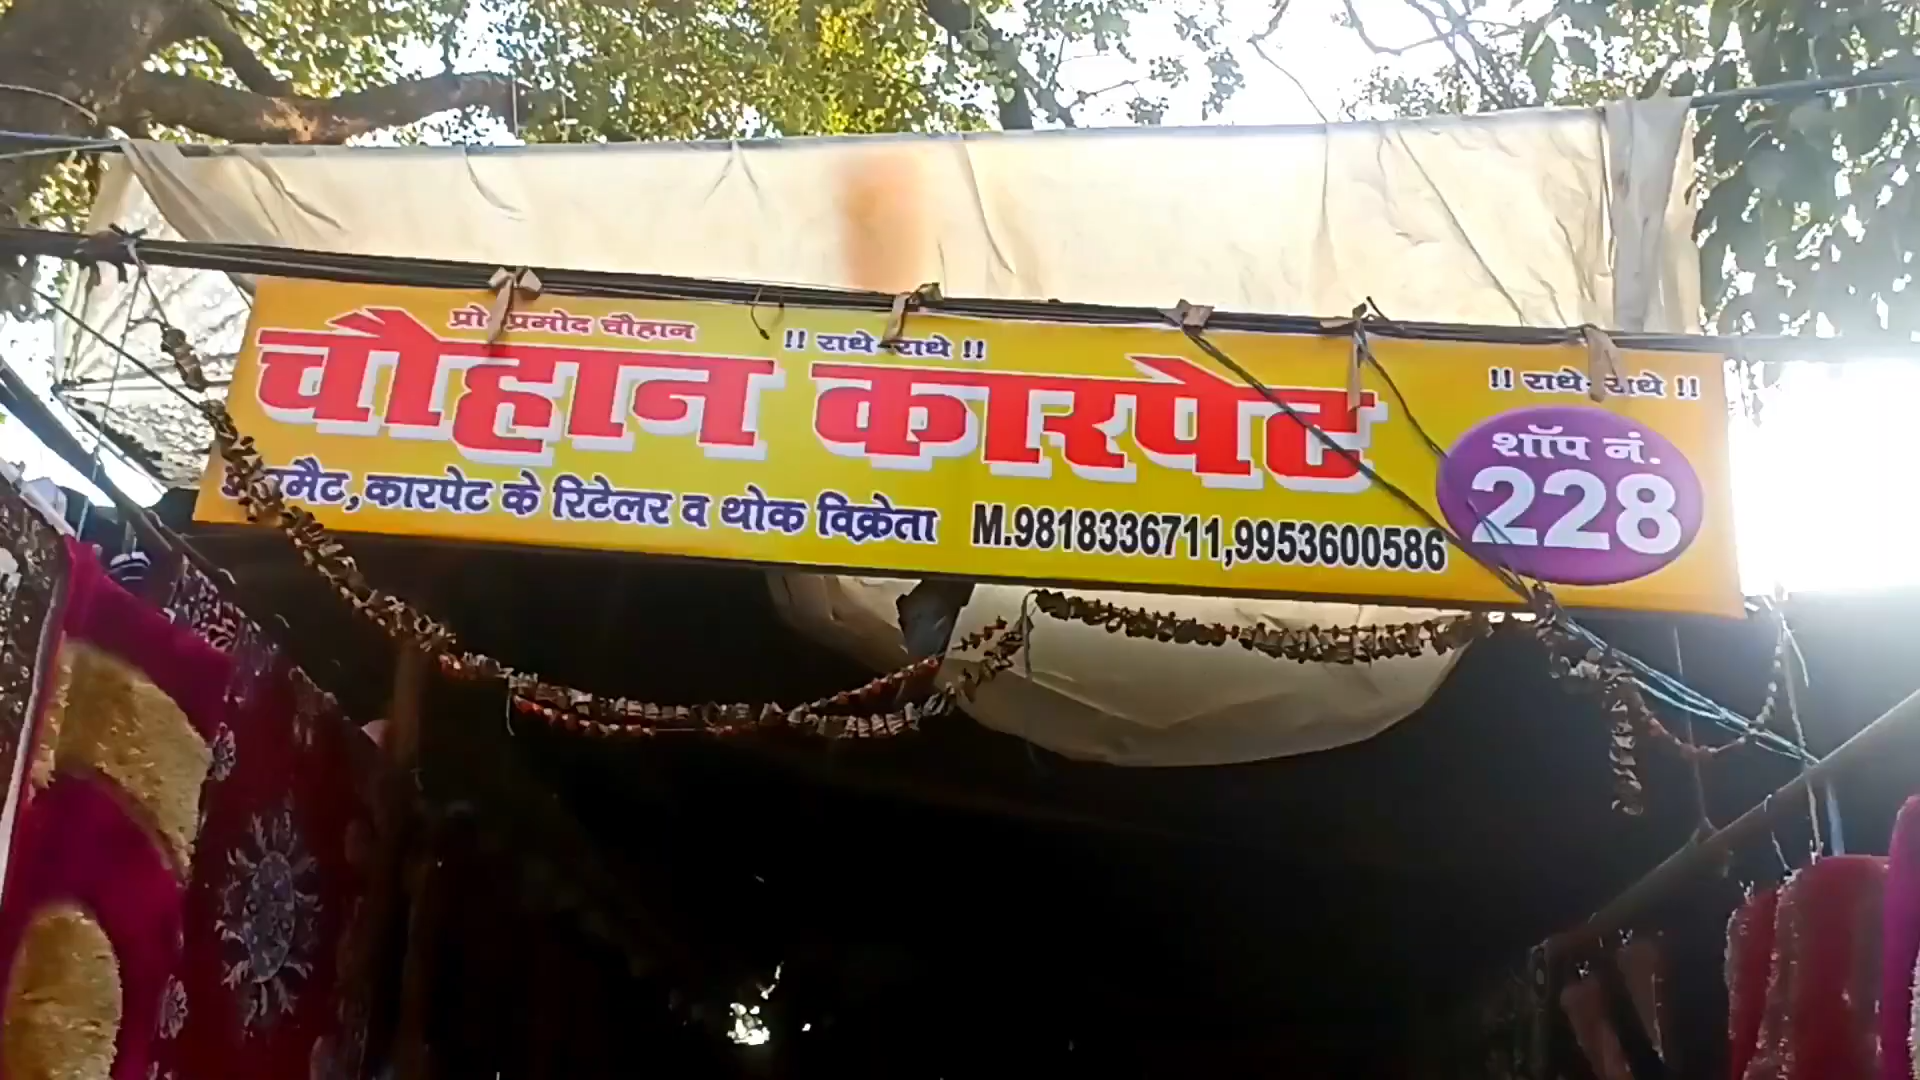 प्रो प्रमोद चौहान
!! राधे-राधे !!
!! राधे-राधे !!
चौहान कारपेट
शॉप नं.
228
कारपेट के रिटेलर व थोक विक्रेता
M.9818336711,9953600586